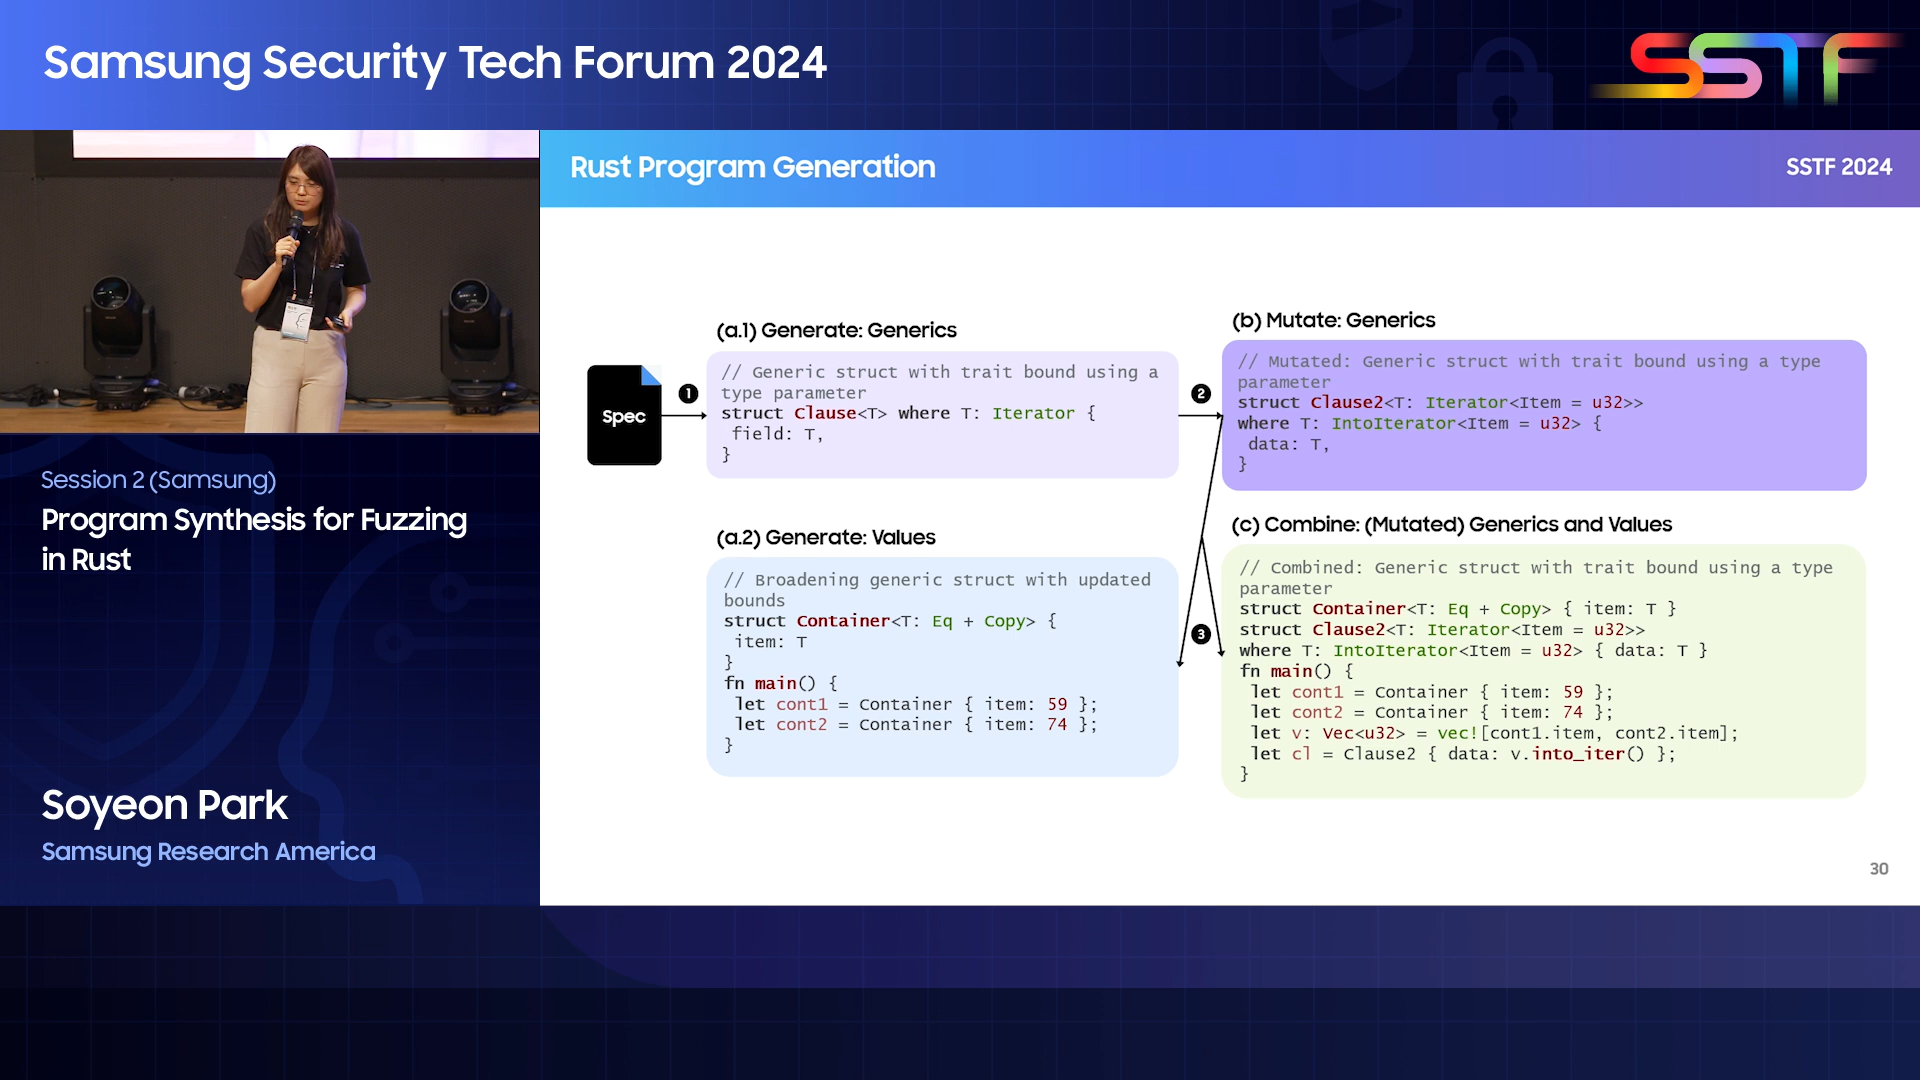 Samsung Security Tech Forum 2024
SSTF
Rust Program Generation
SSTF 2024
Session 2 (Samsung)
Program Synthesis for Fuzzing
in Rust
Soyeon Park
Samsung Research America
Spec
1
(a.1) Generate: Generics
// Generic struct with trait bound using a
type parameter
struct Clause<T> where T: Iterator {
field: T,
}
2
(b) Mutate: Generics
// Mutated: Generic struct with trait bound using a type
parameter
struct Clause2<T: Iterator<Item = u32>>
where T: IntoIterator<Item = u32> {
data: T,
}
(a.2) Generate: Values
// Broadening generic struct with updated
bounds
struct Container<T: Eq + Copy> {
item: T
}
fn main() {
let cont1 = Container { item: 59 };
let cont2 = Container { item: 74 };
}
3
(c) Combine: (Mutated) Generics and Values
// Combined: Generic struct with trait bound using a type
parameter
struct Container<T: Eq + Copy> { item: T }
struct Clause2<T: Iterator<Item = u32>>
where T: IntoIterator<Item = u32> { data: T }
fn main() {
let cont1 = Container { item: 59 };
let cont2 = Container { item: 74 };
let v: Vec<u32> = vec![cont1.item, cont2.item];
let cl = Clause2 { data: v.into_iter() };
}
30